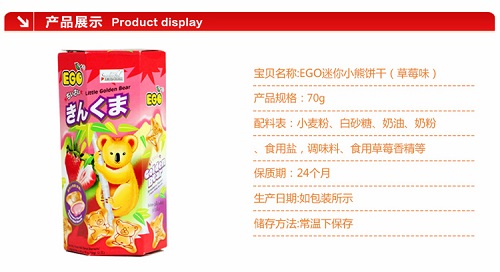 产品展示 Product display
EGO
Little Golden Bear
きんくま
EGO
宝贝名称:EGO迷你小熊饼干（草莓味）
产品规格：70g
配料表：小麦粉、白砂糖、奶油、奶粉
、食用盐，调味料、食用草莓香精等
保质期：24个月
生产日期:如包装所示
储存方法:常温下保存